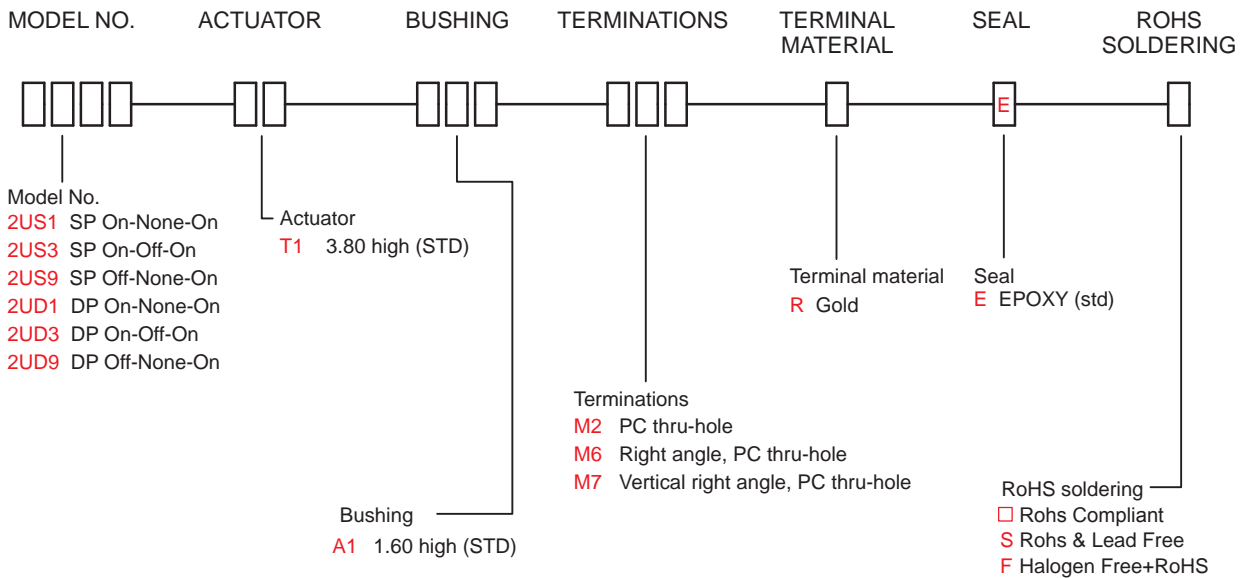 MODEL NO. ACTUATOR BUSHING TERMINATIONS TERMINAL MATERIAL SEAL ROHS SOLDERING
E
Model No.
2US1 SP On-None-On
2US3 SP On-Off-On
2US9 SP Off-None-On
2UD1 DP On-None-On
2UD3 DP On-Off-On
2UD9 DP Off-None-On
Actuator
T1 3.80 high (STD)
Bushing
A1 1.60 high (STD)
Terminations
M2 PC thru-hole
M6 Right angle, PC thru-hole
M7 Vertical right angle, PC thru-hole
Terminal material
R Gold
Seal
E EPOXY (std)
RoHS soldering
□ Rohs Compliant
S Rohs & Lead Free
F Halogen Free+RoHS